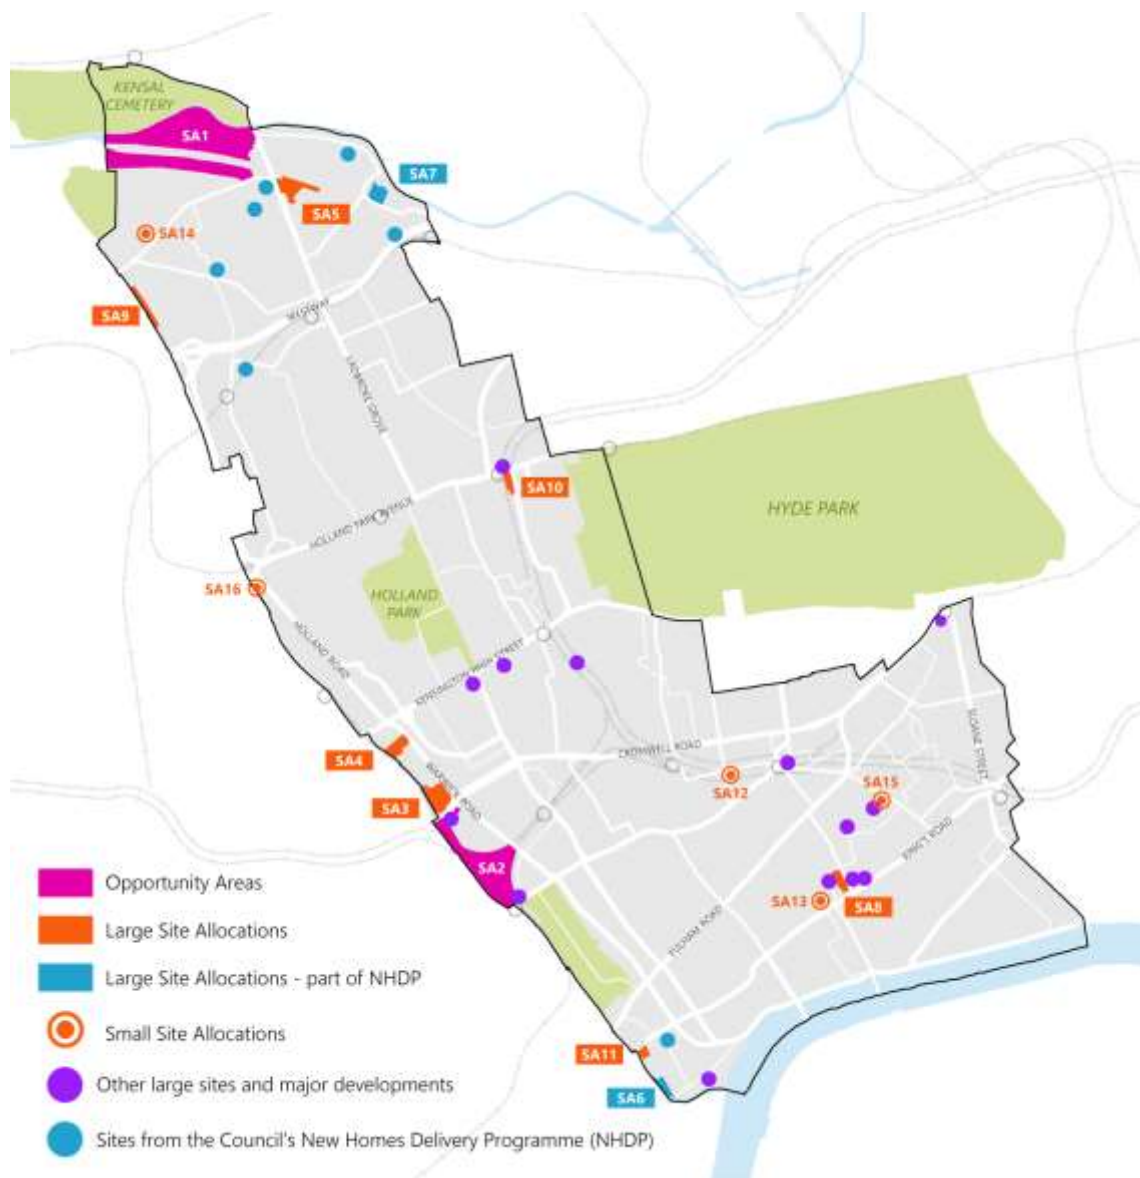 KENSAL
CEMETERY
SA1
SA7
SA5
SA14
SA9
WESTWAY
LADBROKE GROVE
SA10
HYDE PARK
HOLLAND PARK AVENUE
SA16
HOLLAND
PARK
HOLLAND ROAD
KENSINGTON HIGH STREET
SLOANE STREET
CROMWELL ROAD
SA4
WARWICK ROAD
SA12
SA15
SA3
KING'S ROAD
SA2
SA13
SA8
FULHAM ROAD
SA11
SA6
Opportunity Areas
Large Site Allocations
Large Site Allocations - part of NHDP
Small Site Allocations
Other large sites and major developments
Sites from the Council's New Homes Delivery Programme (NHDP)